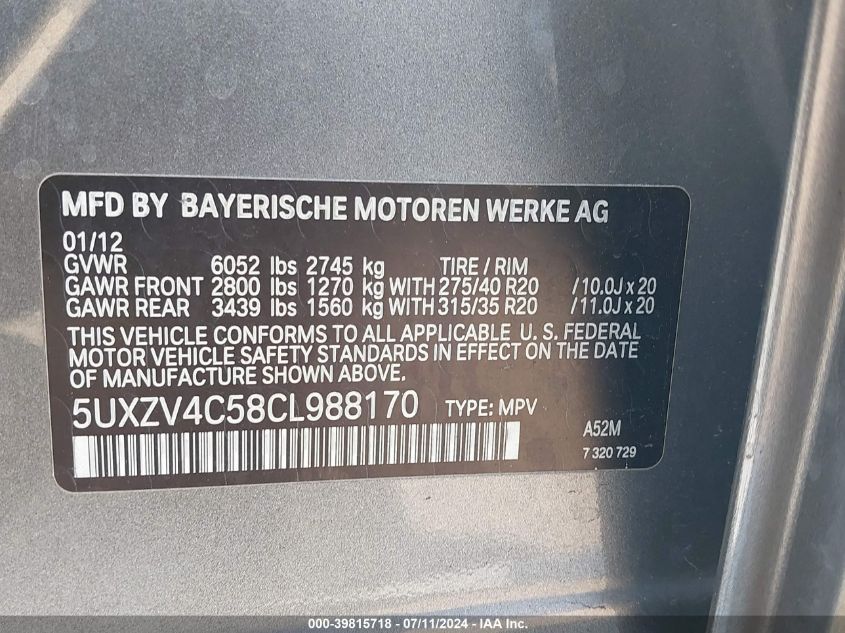 MFD BY BAYERISCHE MOTOREN WERKE AG
01/12
GVWR 6052 lbs 2745 kg TIRE / RIM
GAWR FRONT 2800 lbs 1270 kg WITH 275/40 R20 /10.0J x 20
GAWR REAR 3439 lbs 1560 kg WITH 315/35 R20 /11.0J x 20
THIS VEHICLE CONFORMS TO ALL APPLICABLE U. S. FEDERAL
MOTOR VEHICLE SAFETY STANDARDS IN EFFECT ON THE DATE
OF MANUFACTURE SHOWN ABOVE.
5UXZV4C58CL988170 TYPE: MPV
A52M
7 320 729
000-39815718 - 07/11/2024 - IAA Inc.